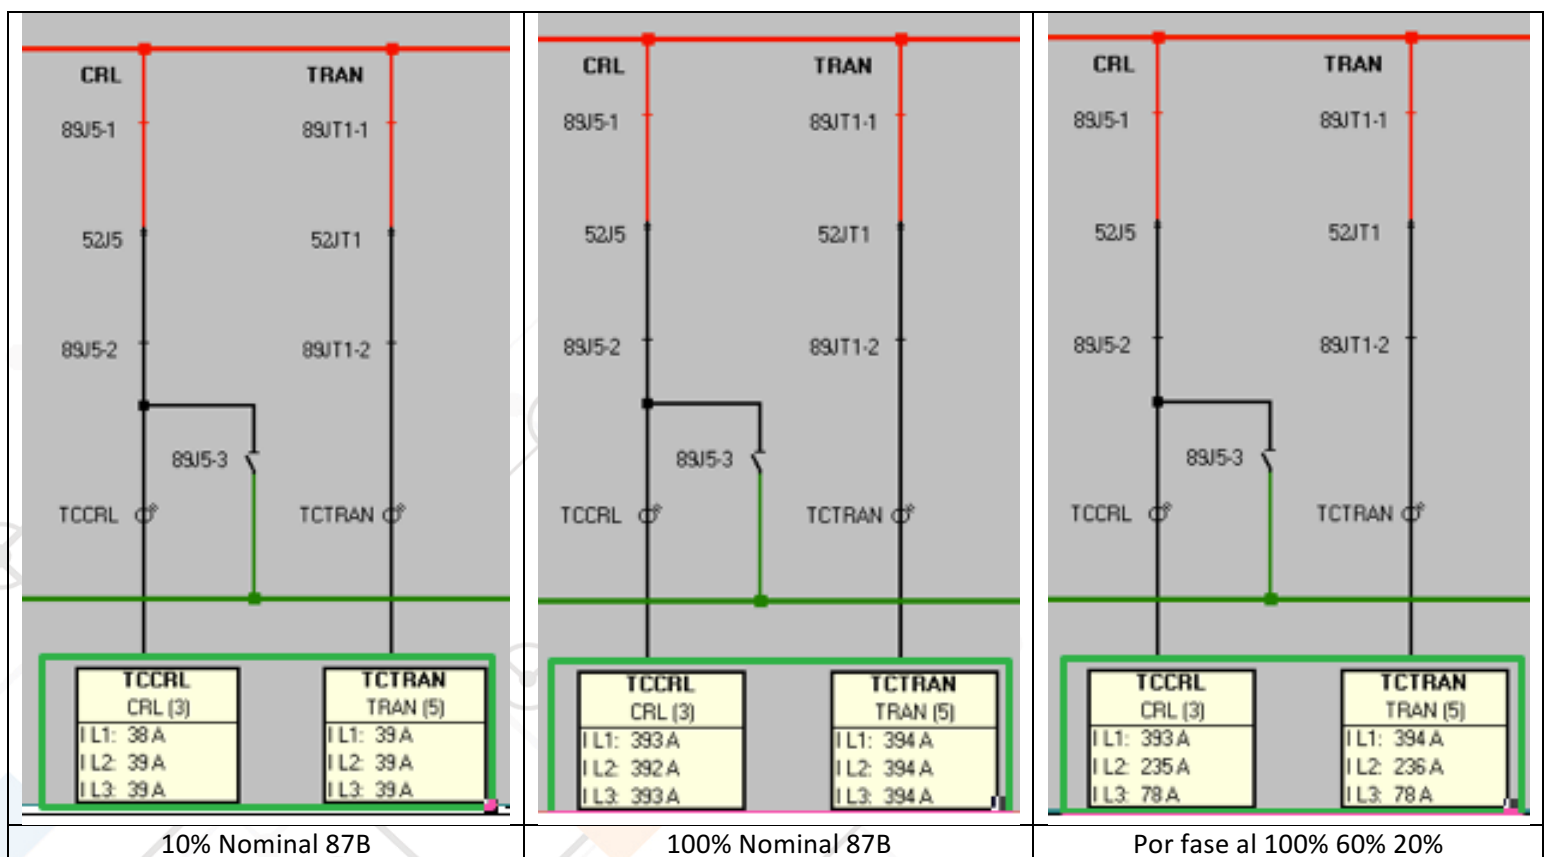 CRL
TRAN
89J5-1
89JT1-1
52J5
52JT1
89J5-2
89JT1-2
89J5-3
TCCRL
TCTRAN
TCCRL
CRL (3)
I L1: 38 A
I L2: 39 A
I L3: 39 A
TCTRAN
TRAN (5)
I L1: 39 A
I L2: 39 A
I L3: 39 A
10% Nominal 87B
CRL
TRAN
89J5-1
89JT1-1
52J5
52JT1
89J5-2
89JT1-2
89J5-3
TCCRL
TCTRAN
TCCRL
CRL (3)
I L1: 393 A
I L2: 392 A
I L3: 393 A
TCTRAN
TRAN (5)
I L1: 394 A
I L2: 394 A
I L3: 394 A
100% Nominal 87B
CRL
TRAN
89J5-1
89JT1-1
52J5
52JT1
89J5-2
89JT1-2
89J5-3
TCCRL
TCTRAN
TCCRL
CRL (3)
I L1: 393 A
I L2: 235 A
I L3: 78 A
TCTRAN
TRAN (5)
I L1: 394 A
I L2: 236 A
I L3: 78 A
Por fase al 100% 60% 20%